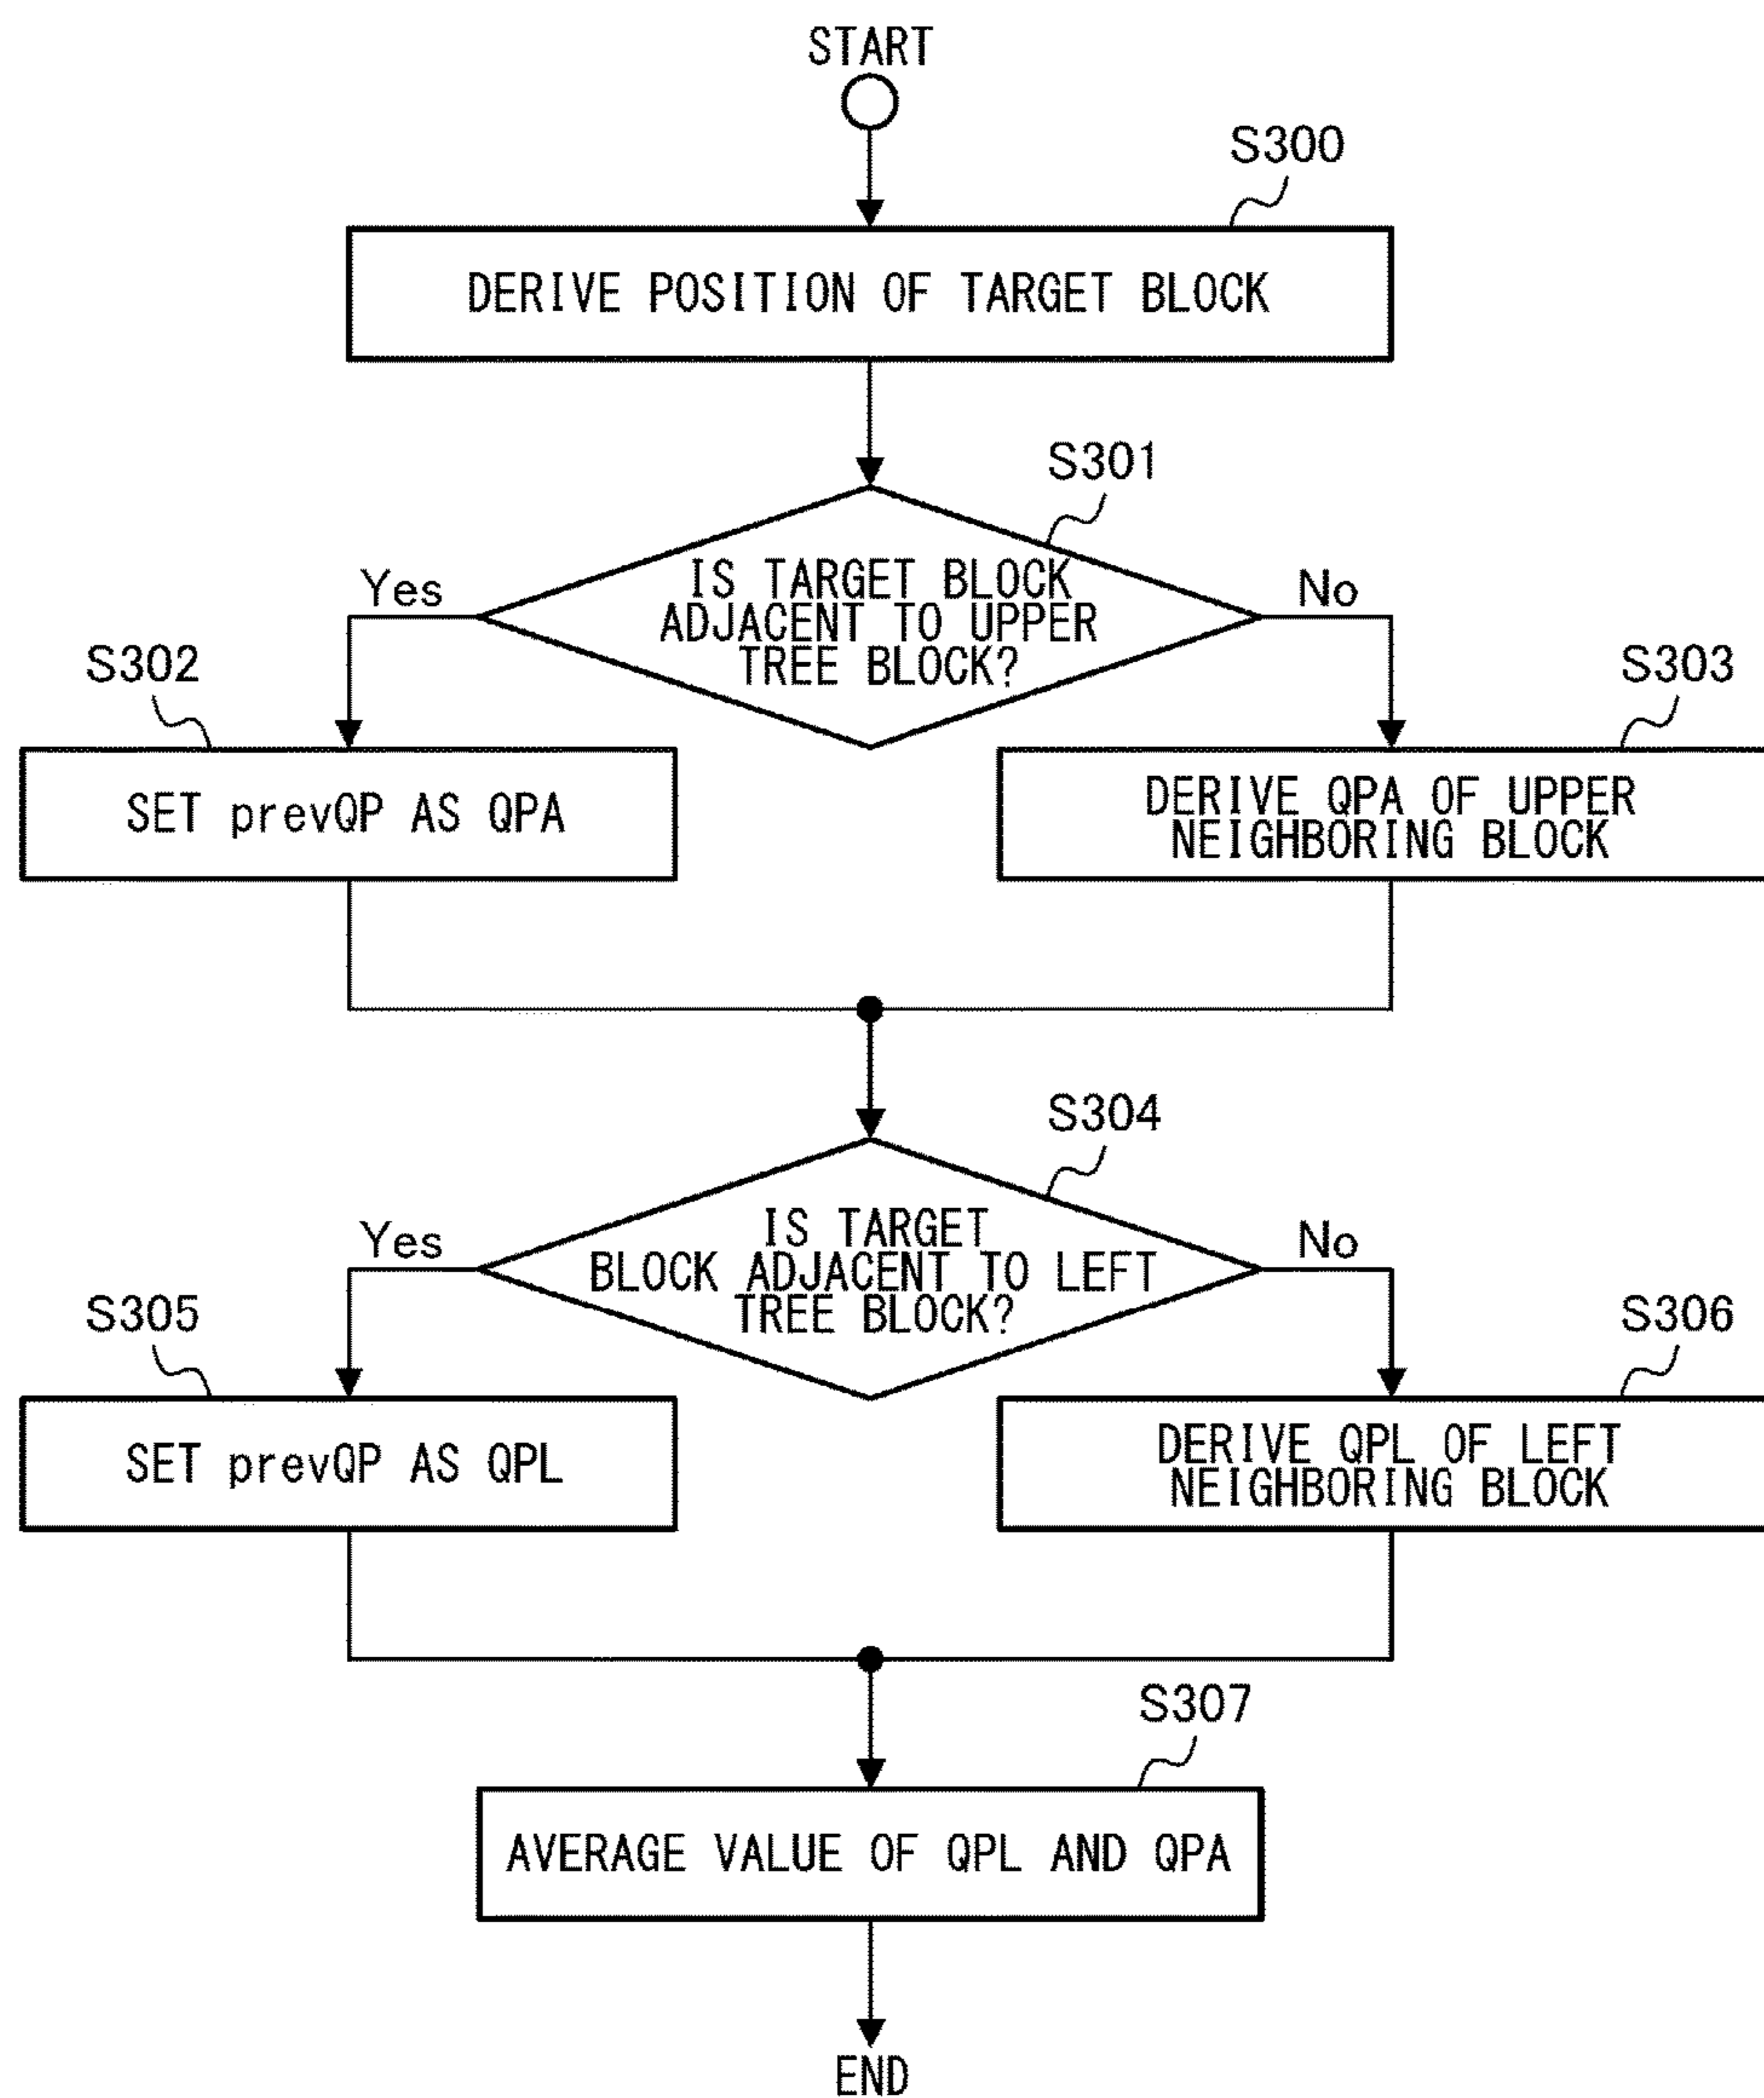 START
S300
DERIVE POSITION OF TARGET BLOCK
S301
IS TARGET BLOCK
ADJACENT TO UPPER
TREE BLOCK?
Yes
No
S302
S303
SET prevQP AS QPA
DERIVE QPA OF UPPER
NEIGHBORING BLOCK
S304
IS TARGET
BLOCK ADJACENT TO LEFT
TREE BLOCK?
Yes
No
S305
S306
SET prevQP AS QPL
DERIVE QPL OF LEFT
NEIGHBORING BLOCK
S307
AVERAGE VALUE OF QPL AND QPA
END